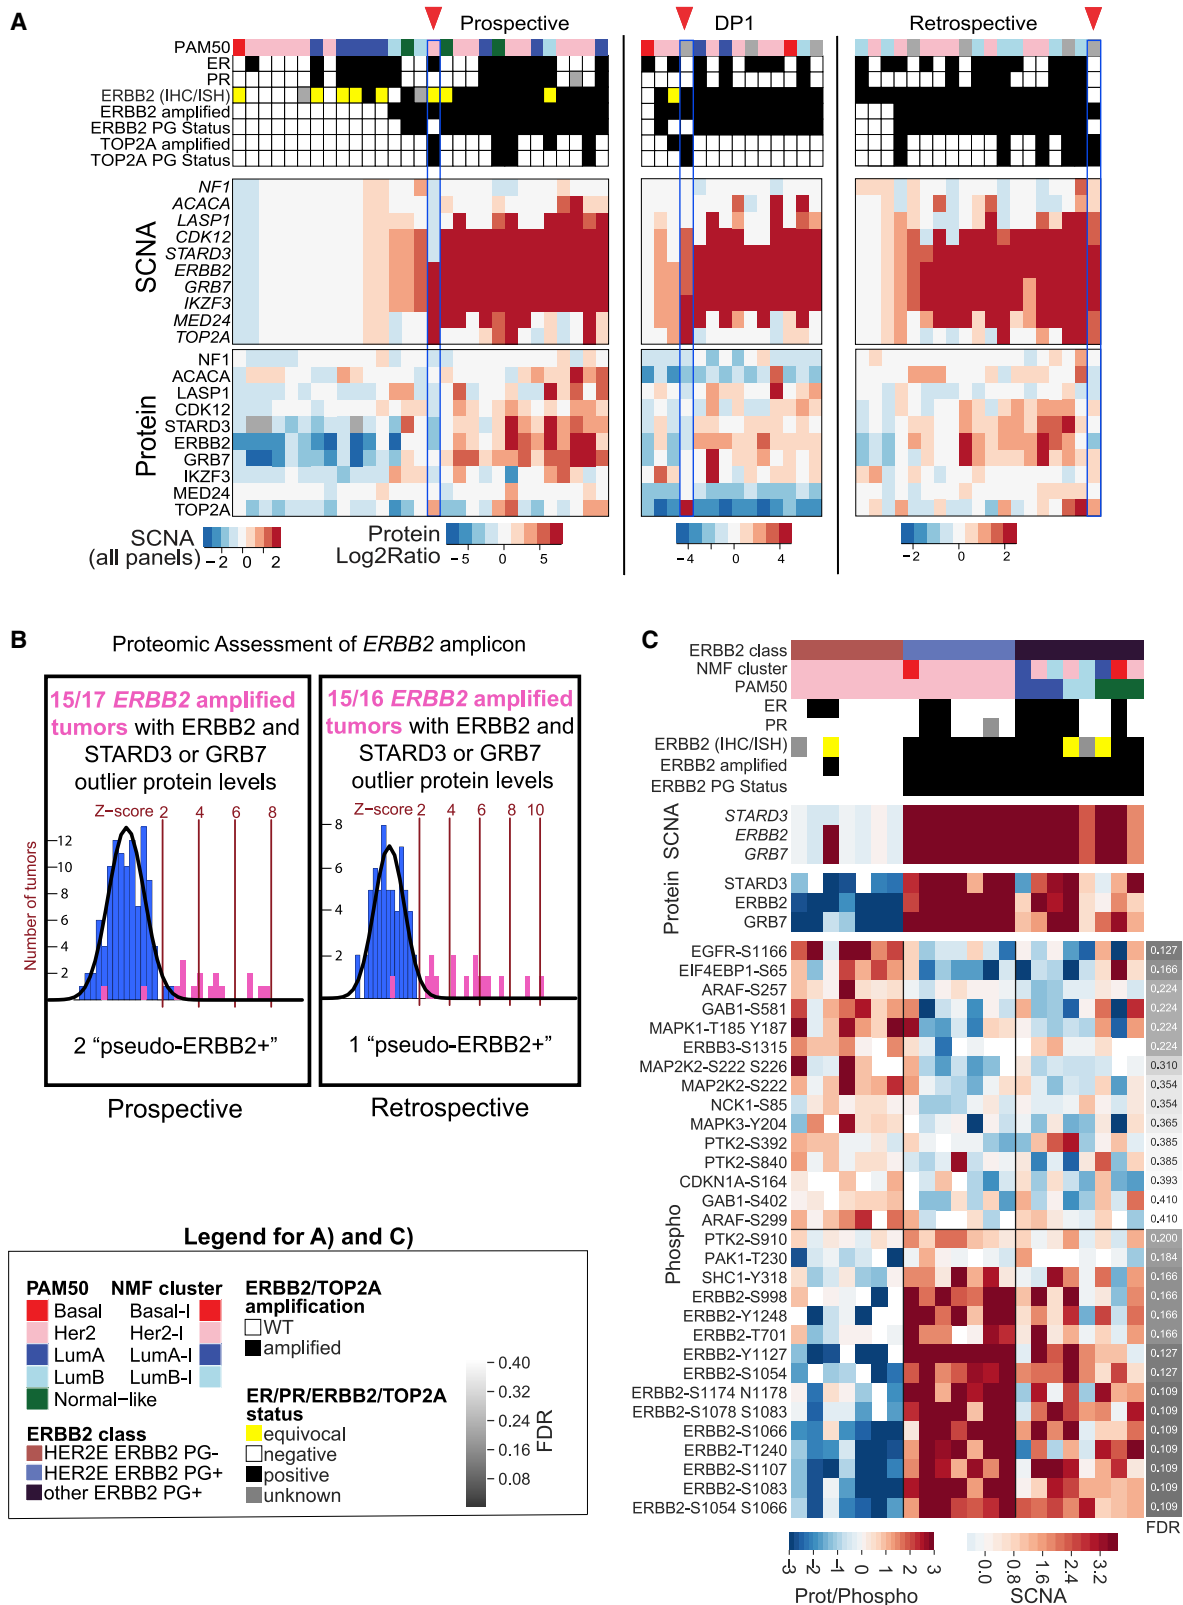 A
Prospective
DP1
Retrospective
PAM50
ER
PR
ERBB2 (IHC/ISH)
ERBB2 amplified
ERBB2 PG Status
TOP2A amplified
TOP2A PG Status
SCNA
NF1
ACACA
LASP1
CDK12
STARD3
ERBB2
GRB7
IKZF3
MED24
TOP2A
Protein
NF1
ACACA
LASP1
CDK12
STARD3
ERBB2
GRB7
IKZF3
MED24
TOP2A
SCNA
(all panels)
−2 0 2
Protein
Log2Ratio
−5 0 5
−4 0 4
−2 0 2
B
Proteomic Assessment of ERBB2 amplicon
15/17 ERBB2 amplified
tumors with ERBB2 and
STARD3 or GRB7
outlier protein levels
Z−score 2 4 6 8
Number of tumors
12
10
8
6
4
2
2 “pseudo-ERBB2+”
Prospective
15/16 ERBB2 amplified
tumors with ERBB2 and
STARD3 or GRB7
outlier protein levels
Z−score 2 4 6 8 10
8
6
4
2
1 “pseudo-ERBB2+”
Retrospective
Legend for A) and C)
PAM50
Basal
Her2
LumA
LumB
Normal−like
NMF cluster
Basal-I
Her2-I
LumA-I
LumB-I
ERBB2 class
HER2E ERBB2 PG-
HER2E ERBB2 PG+
other ERBB2 PG+
ERBB2/TOP2A
amplification
WT
amplified
ER/PR/ERBB2/TOP2A
status
equivocal
negative
positive
unknown
0.40
0.32
0.24
0.16
0.08
FDR
C
ERBB2 class
NMF cluster
PAM50
ER
PR
ERBB2 (IHC/ISH)
ERBB2 amplified
ERBB2 PG Status
SCNA
STARD3
ERBB2
GRB7
Protein
STARD3
ERBB2
GRB7
Phospho
EGFR-S1166 0.127
EIF4EBP1-S65 0.166
ARAF-S257 0.224
GAB1-S581 0.224
MAPK1-T185 Y187 0.224
ERBB3-S1315 0.224
MAP2K2-S222 S226 0.310
MAP2K2-S222 0.354
NCK1-S85 0.354
MAPK3-Y204 0.365
PTK2-S392 0.385
PTK2-S840 0.385
CDKN1A-S164 0.393
GAB1-S402 0.410
ARAF-S299 0.410
PTK2-S910 0.200
PAK1-T230 0.184
SHC1-Y318 0.166
ERBB2-S998 0.166
ERBB2-Y1248 0.166
ERBB2-T701 0.166
ERBB2-Y1127 0.127
ERBB2-S1054 0.127
ERBB2-S1174 N1178 0.109
ERBB2-S1078 S1083 0.109
ERBB2-S1066 0.109
ERBB2-T1240 0.109
ERBB2-S1107 0.109
ERBB2-S1083 0.109
ERBB2-S1054 S1066 0.109
FDR
−3 −2 −1 0 1 2 3
Prot/Phospho
0.0 0.8 1.6 2.4 3.2
SCNA